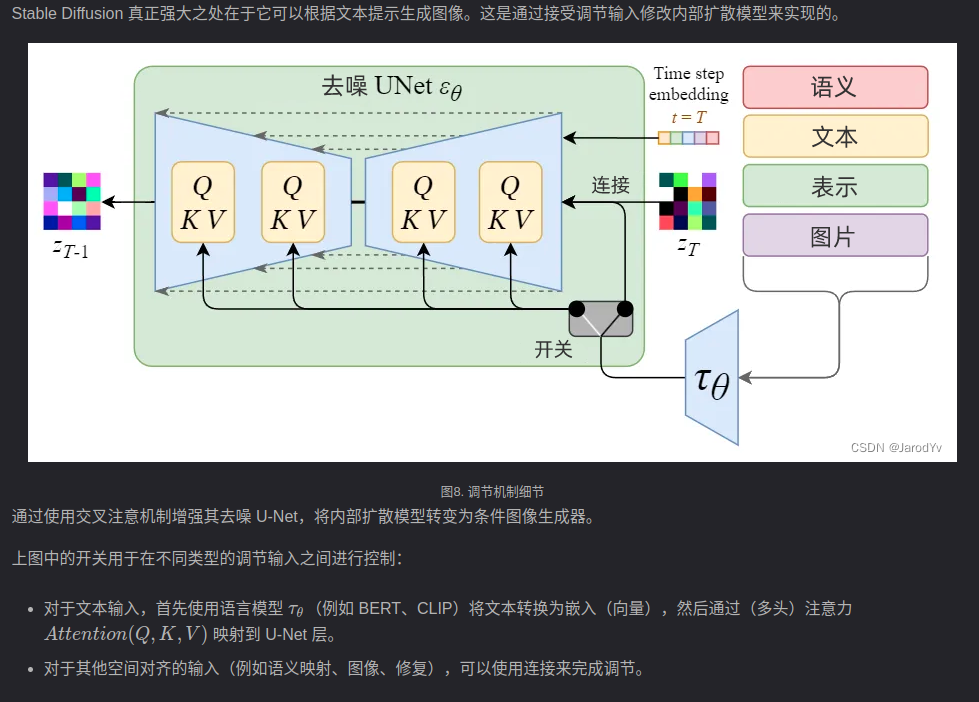 Stable Diffusion 真正强大之处在于它可以根据文本提示生成图像。这是通过接受调节输入修改内部扩散模型来实现的。
去噪 UNet εθ
Time step
embedding
t = T
语义
文本
表示
图片
连接
Q
K V
Q
K V
Q
K V
Q
K V
zT-1
zT
开关
τθ
CSDN @JarodYv
图8. 调节机制细节
通过使用交叉注意机制增强其去噪 U-Net，将内部扩散模型转变为条件图像生成器。
上图中的开关用于在不同类型的调节输入之间进行控制：
• 对于文本输入，首先使用语言模型 τθ（例如 BERT、CLIP）将文本转换为嵌入（向量），然后通过（多头）注意力
Attention(Q, K, V) 映射到 U-Net 层。
• 对于其他空间对齐的输入（例如语义映射、图像、修复），可以使用连接来完成调节。